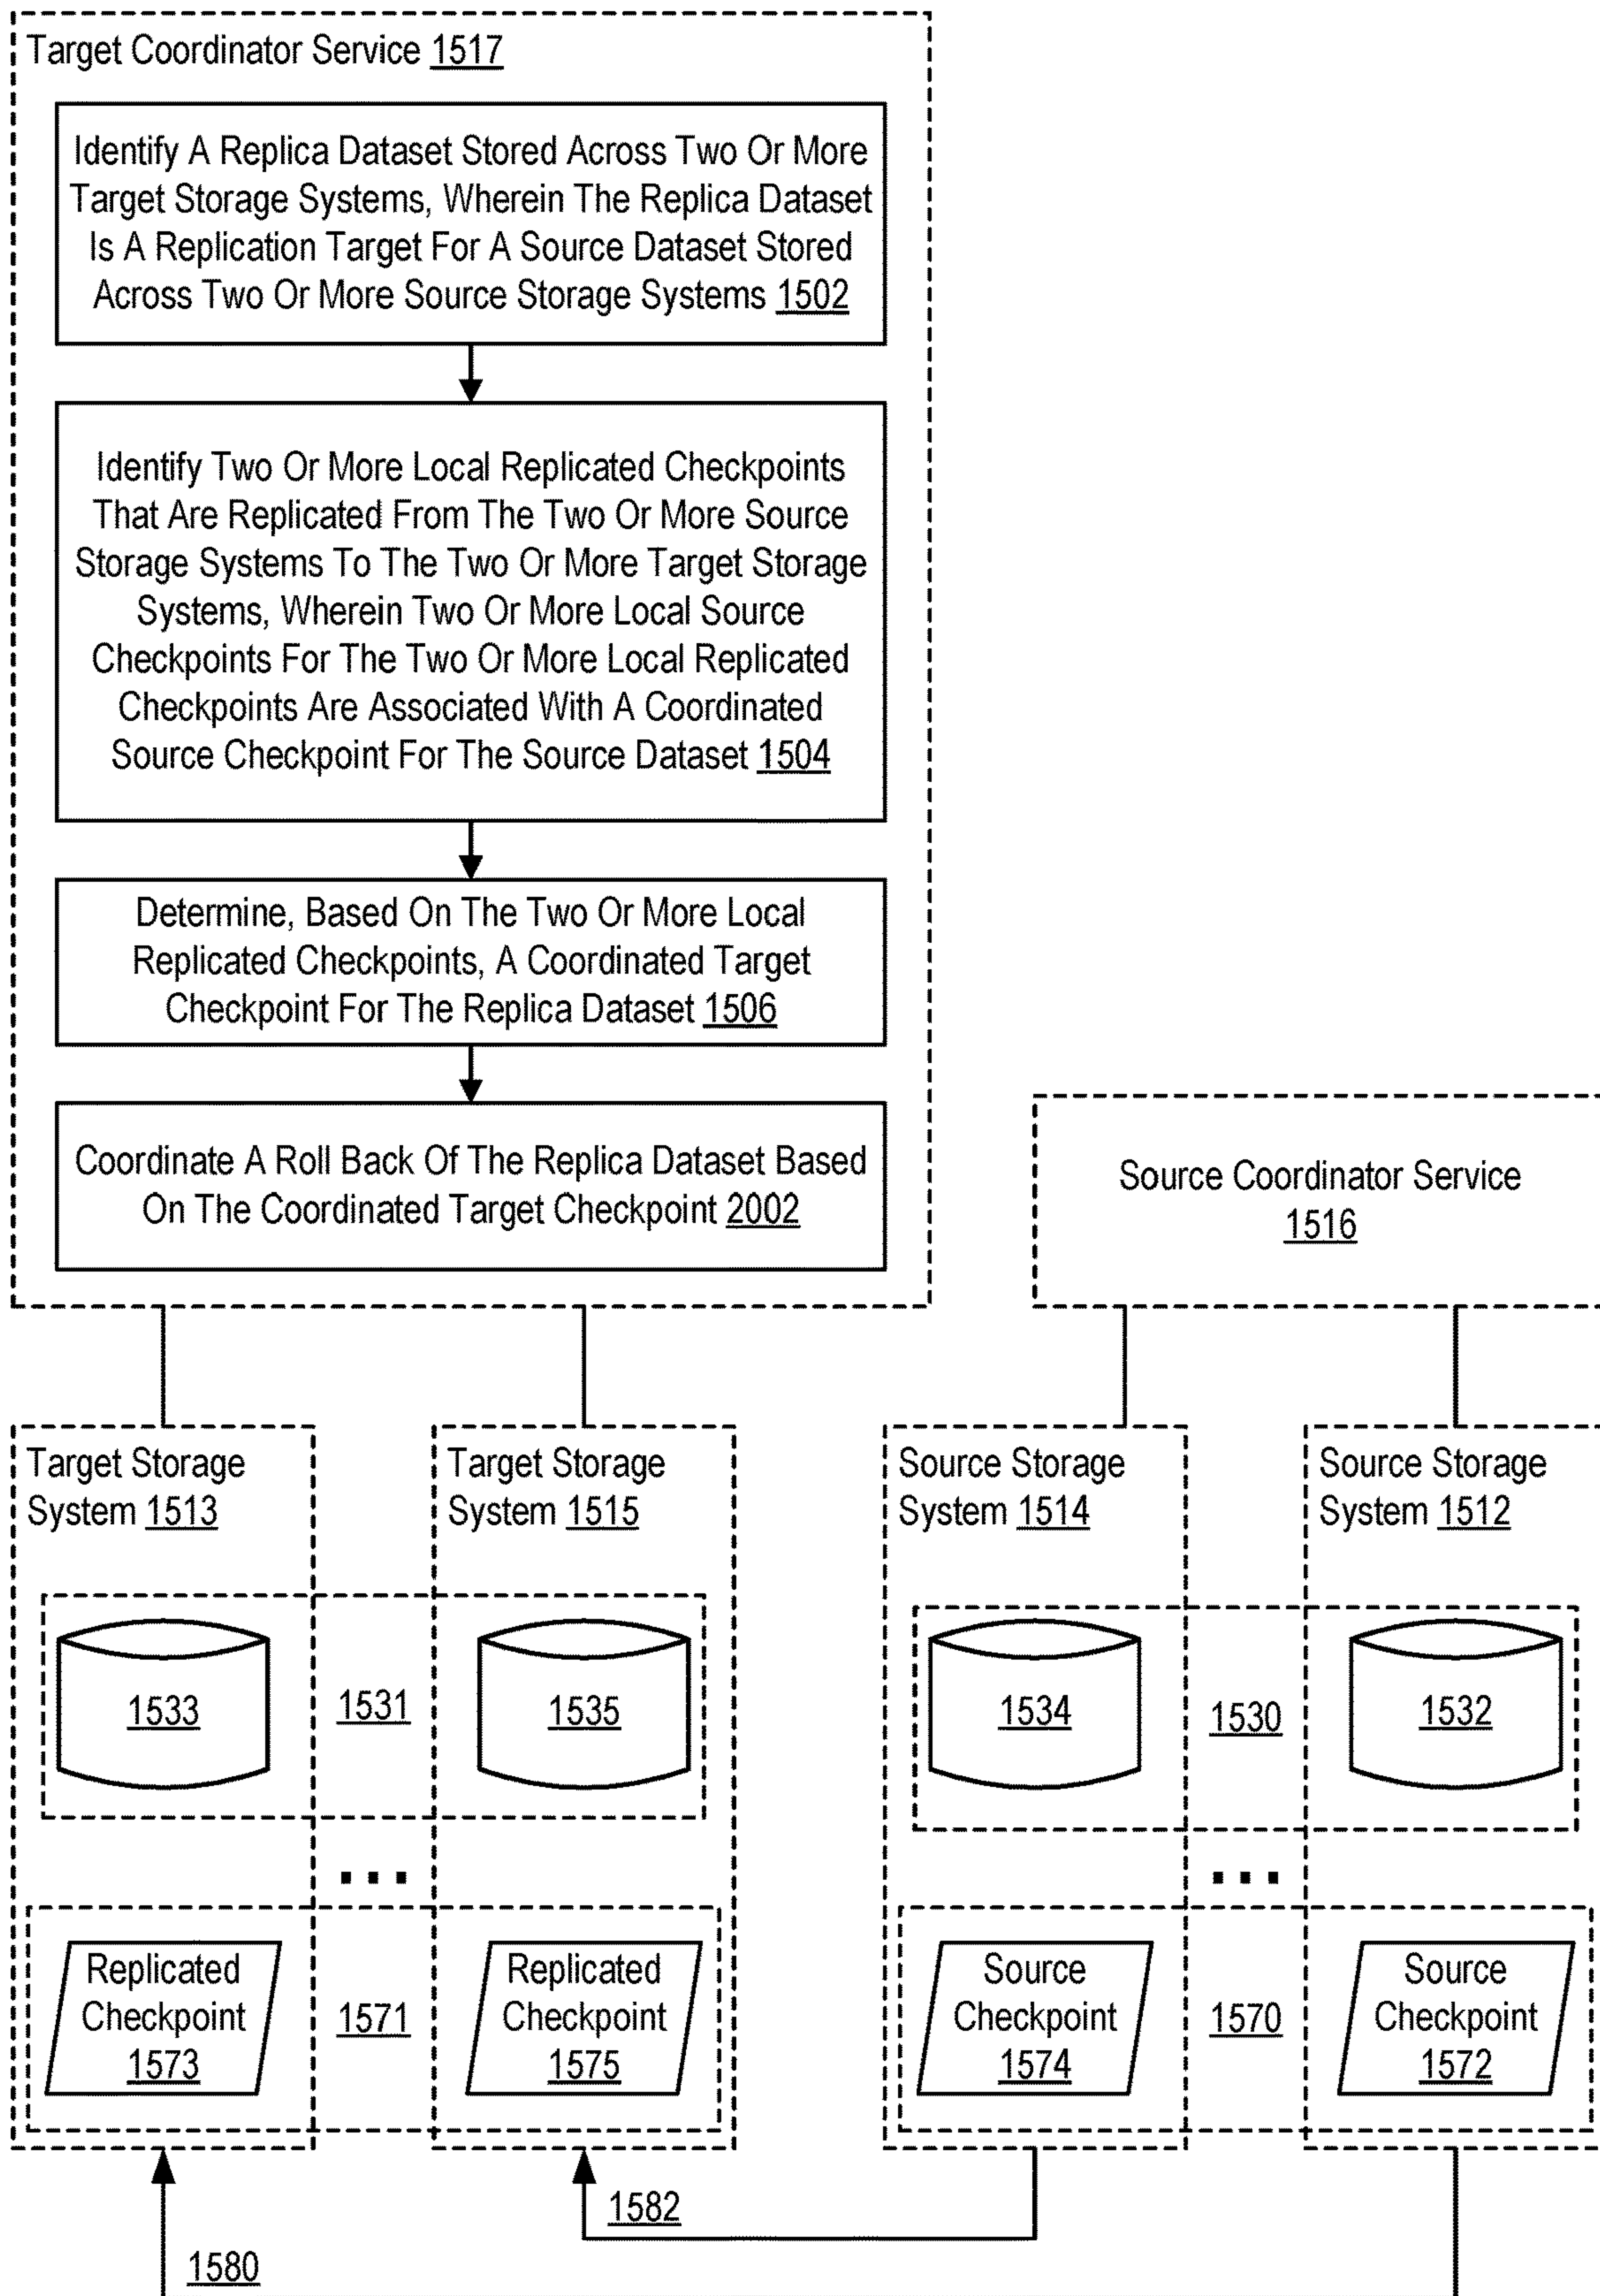 Target Coordinator Service 1517
Identify A Replica Dataset Stored Across Two Or More
Target Storage Systems, Wherein The Replica Dataset
Is A Replication Target For A Source Dataset Stored
Across Two Or More Source Storage Systems 1502
Identify Two Or More Local Replicated Checkpoints
That Are Replicated From The Two Or More Source
Storage Systems To The Two Or More Target Storage
Systems, Wherein Two Or More Local Source
Checkpoints For The Two Or More Local Replicated
Checkpoints Are Associated With A Coordinated
Source Checkpoint For The Source Dataset 1504
Determine, Based On The Two Or More Local
Replicated Checkpoints, A Coordinated Target
Checkpoint For The Replica Dataset 1506
Coordinate A Roll Back Of The Replica Dataset Based
On The Coordinated Target Checkpoint 2002
Source Coordinator Service
1516
Target Storage
System 1513
Target Storage
System 1515
Source Storage
System 1514
Source Storage
System 1512
1533
1531
1535
1534
1530
1532
Replicated
Checkpoint
1573
1571
Replicated
Checkpoint
1575
Source
Checkpoint
1574
1570
Source
Checkpoint
1572
1582
1580